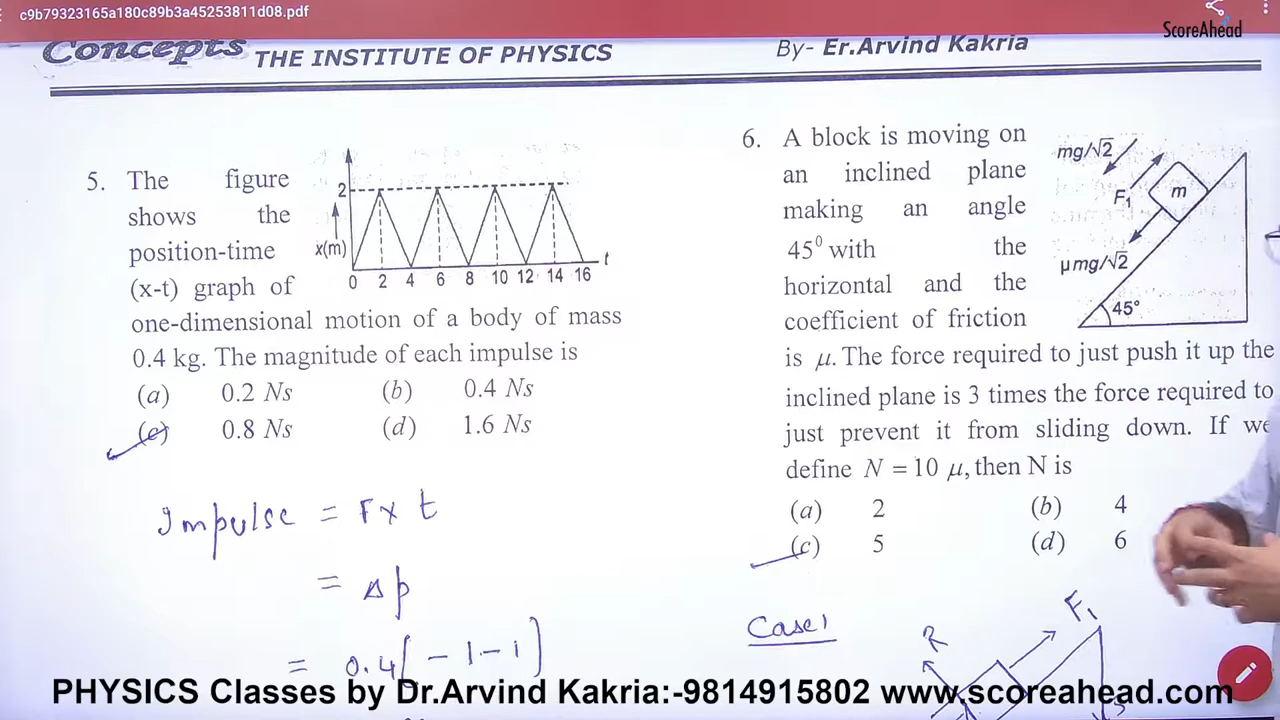 c9b79323165a180c89b3a45253811d08.pdf
ScoreAhead
Concepts THE INSTITUTE OF PHYSICS
By- Er.Arvind Kakria
5. The figure
shows the
position-time
(x-t) graph of
one-dimensional motion of a body of mass
0.4 kg. The magnitude of each impulse is
(a) 0.2 Ns (b) 0.4 Ns
(c) 0.8 Ns (d) 1.6 Ns
2
x(m)
t
0 2 4 6 8 10 12 14 16
Impulse = F x t
= Δp
= 0.4[-1-1]
6. A block is moving on
an inclined plane
making an angle
45⁰ with the
horizontal and the
coefficient of friction
is μ. The force required to just push it up the
inclined plane is 3 times the force required to
just prevent it from sliding down. If we
define N = 10 μ, then N is
(a) 2 (b) 4
(c) 5 (d) 6
mg/√2
F₁
m
μmg/√2
45°
Case1
R
F₁
PHYSICS Classes by Dr.Arvind Kakria:-9814915802 www.scoreahead.com